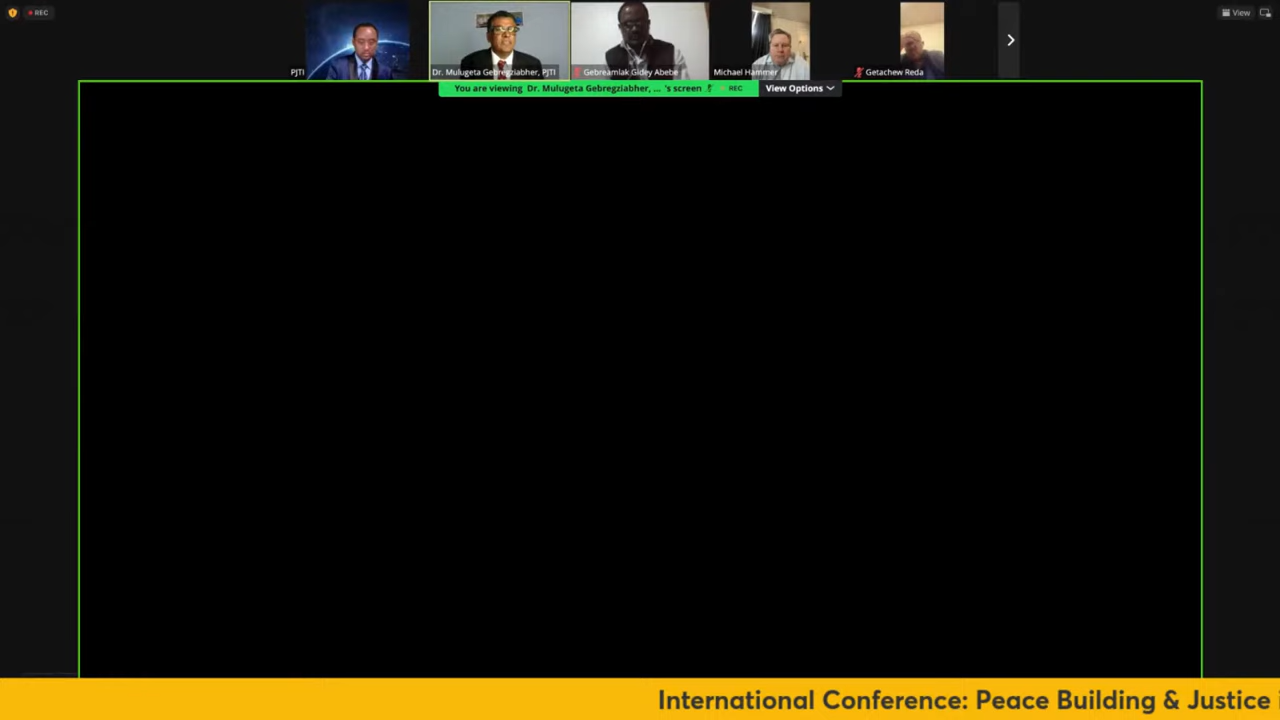 REC
View
PJTI
Dr. Mulugeta Gebregziabher, PJTI
Gebreamlak Gidey Abebe
Michael Hammer
Getachew Reda
You are viewing Dr. Mulugeta Gebregziabher, ... 's screen
REC
View Options
International Conference: Peace Building & Justice